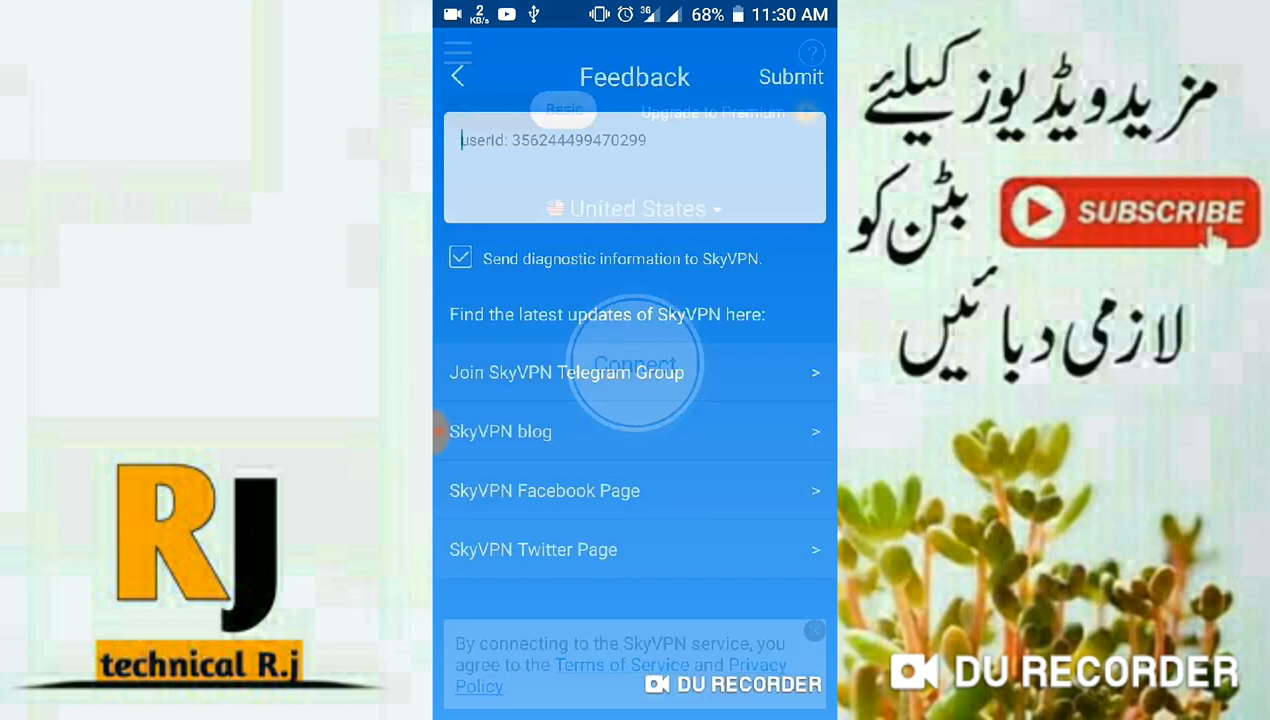 2
KB/s
3G
68%
11:30 AM
Feedback
Submit
?
Basic
Upgrade to Premium
userId: 356244499470299
United States
Send diagnostic information to SkyVPN.
Find the latest updates of SkyVPN here:
Connect
Join SkyVPN Telegram Group >
SkyVPN blog >
SkyVPN Facebook Page >
SkyVPN Twitter Page >
By connecting to the SkyVPN service, you
agree to the Terms of Service and Privacy
Policy.
DU RECORDER
مزید ویڈیوز کیلئے
بٹن کو
SUBSCRIBE
لازمی دبائیں
DU RECORDER
RJ
technical R.j